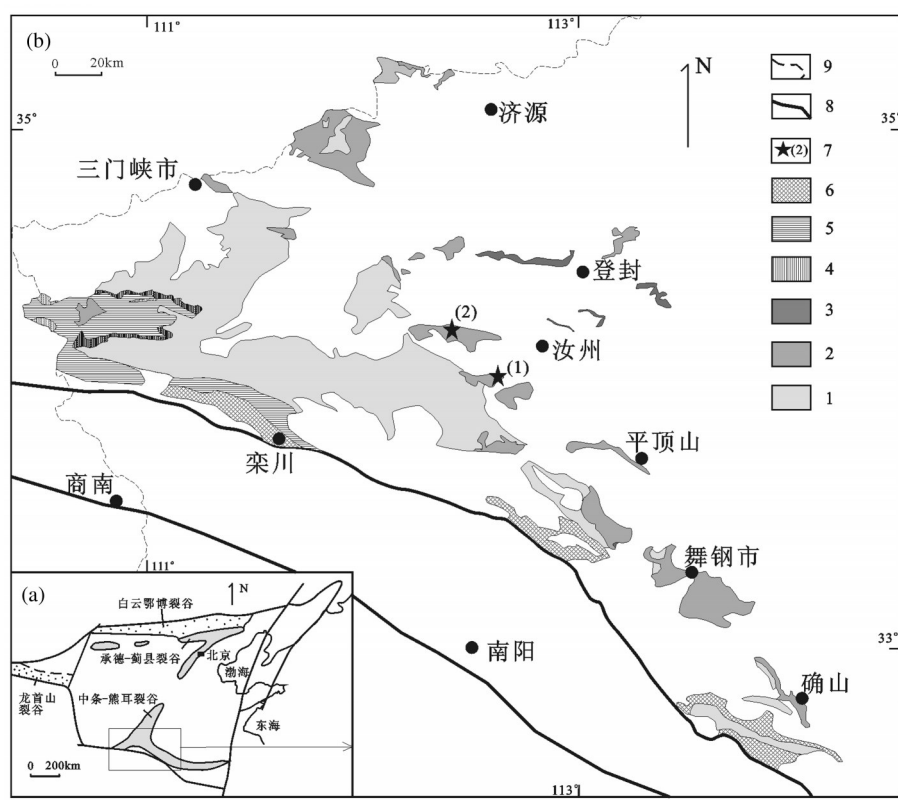 111°
113°
(b)
0 20km
N
35°
35°
济源
三门峡市
登封
(2)
汝州
(1)
平顶山
栾川
商南
舞钢市
南阳
33°
确山
111°
113°
9
8
(2) 7
6
5
4
3
2
1
(a)
N
白云鄂博裂谷
承德-蓟县裂谷
北京
渤海
龙首山
裂谷
中条-熊耳裂谷
东海
0 200km